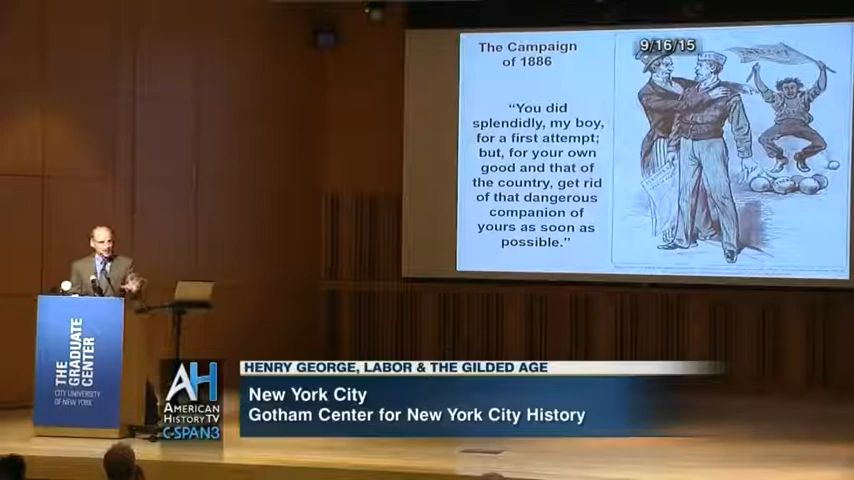 The Campaign
of 1886
9/16/15
"You did
splendidly, my boy,
for a first attempt;
but, for your own
good and that of
the country, get rid
of that dangerous
companion of
yours as soon as
possible."
THE
GRADUATE
CENTER
CITY UNIVERSITY
OF NEW YORK
HENRY GEORGE, LABOR & THE GILDED AGE
New York City
Gotham Center for New York City History
AH
AMERICAN
HISTORY TV
C-SPAN3